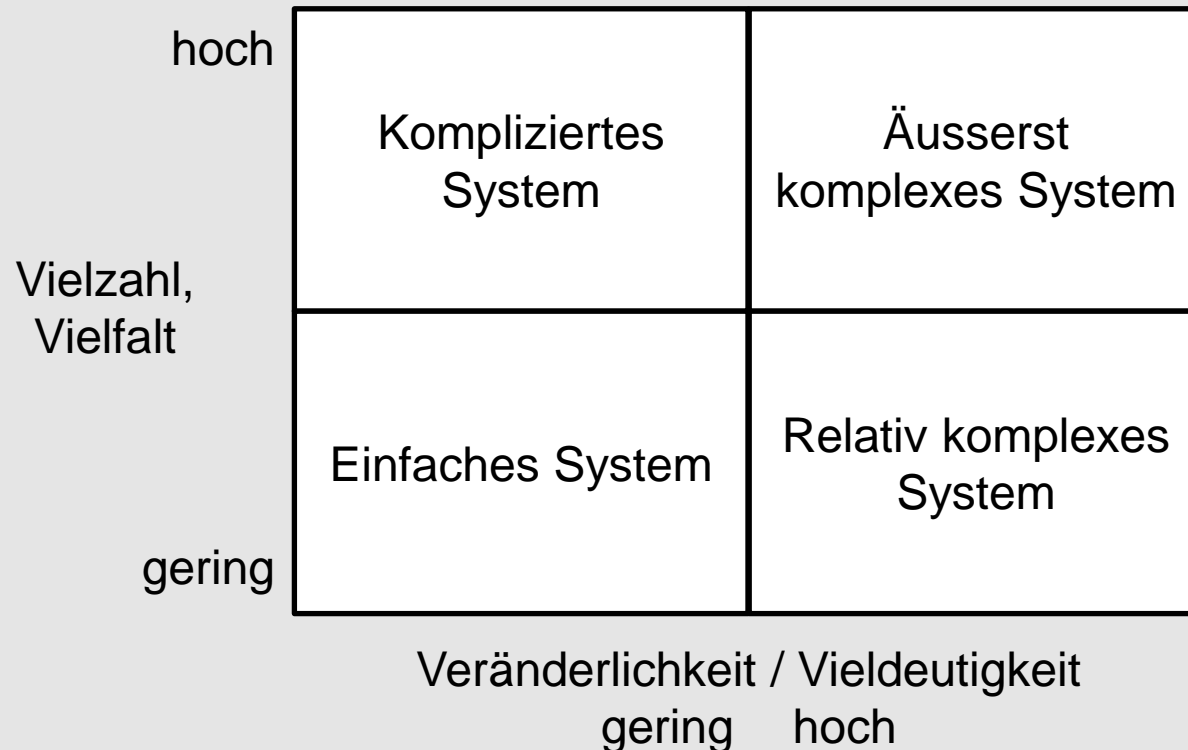 hoch
Kompliziertes
System
Äusserst
komplexes System
Vielzahl,
Vielfalt
Einfaches System
Relativ komplexes
System
gering
Veränderlichkeit / Vieldeutigkeit
gering hoch